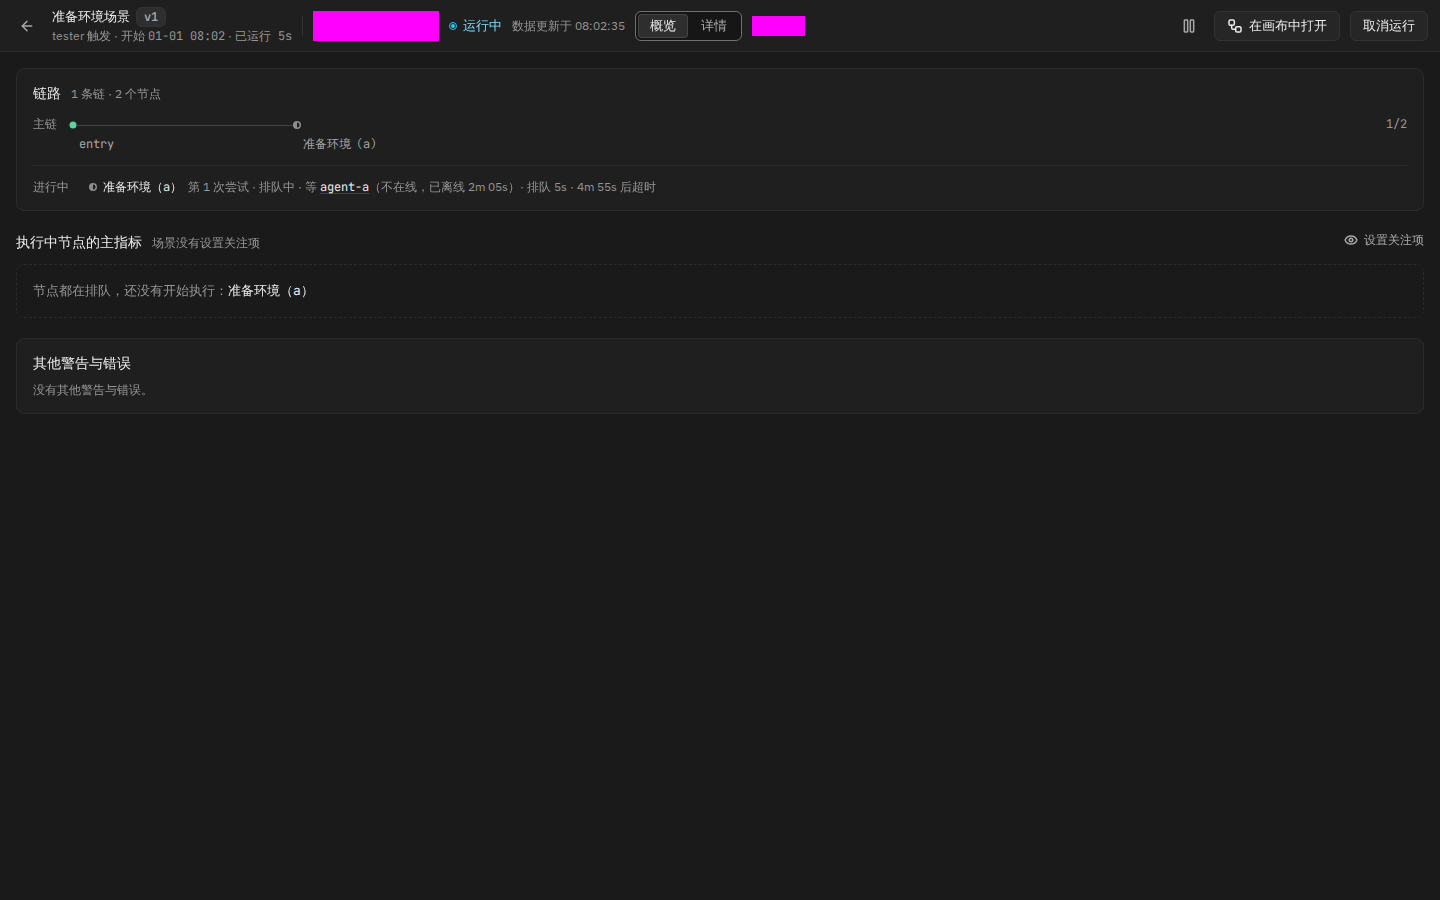 准备环境场景 v1
tester 触发 · 开始 01-01 08:02 · 已运行 5s
运行中 数据更新于 08:02:35 概览 详情
在画布中打开 取消运行
链路 1 条链 · 2 个节点
主链 1/2
entry 准备环境（a）
进行中 准备环境（a） 第 1 次尝试 · 排队中 · 等 agent-a（不在线，已离线 2m 05s）· 排队 5s · 4m 55s 后超时
执行中节点的主指标 场景没有设置关注项 设置关注项
节点都在排队，还没有开始执行：准备环境（a）
其他警告与错误
没有其他警告与错误。